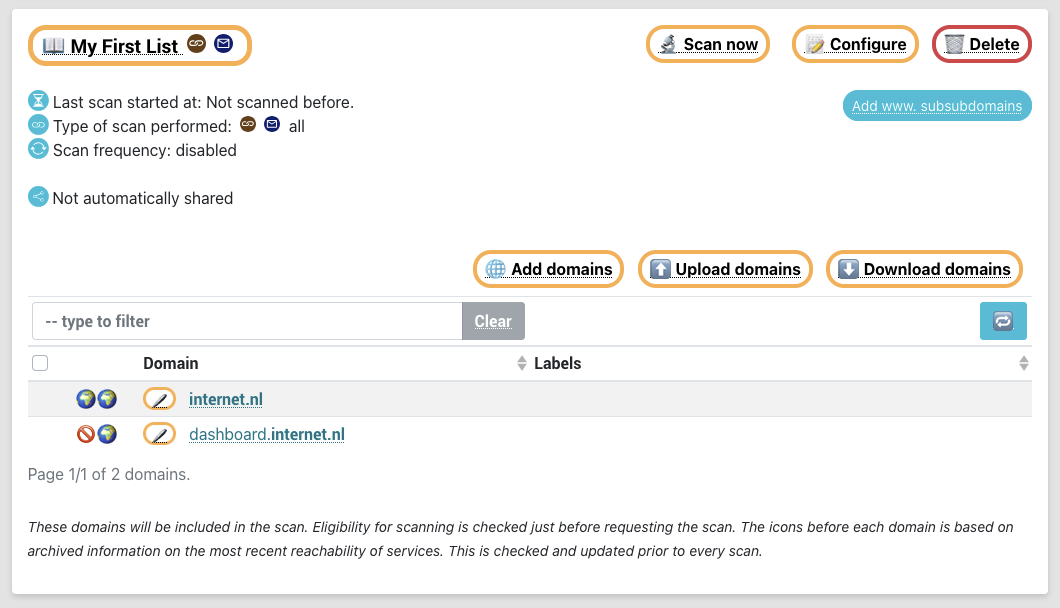 My First List
Scan now
Configure
Delete
Last scan started at: Not scanned before.
Add www. subsubdomains
Type of scan performed: all
Scan frequency: disabled
Not automatically shared
Add domains
Upload domains
Download domains
-- type to filter
Clear
Domain
Labels
internet.nl
dashboard.internet.nl
Page 1/1 of 2 domains.
These domains will be included in the scan. Eligibility for scanning is checked just before requesting the scan. The icons before each domain is based on
archived information on the most recent reachability of services. This is checked and updated prior to every scan.